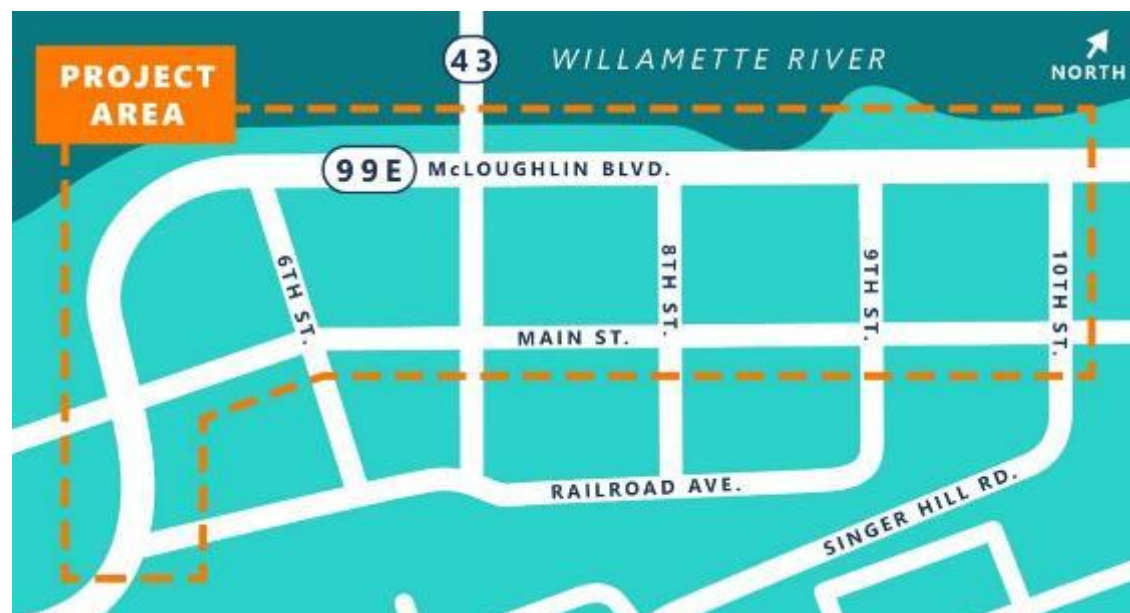 PROJECT
AREA
43
WILLAMETTE RIVER
NORTH
99E
McLOUGHLIN BLVD.
6TH ST.
8TH ST.
9TH ST.
10TH ST.
MAIN ST.
RAILROAD AVE.
SINGER HILL RD.